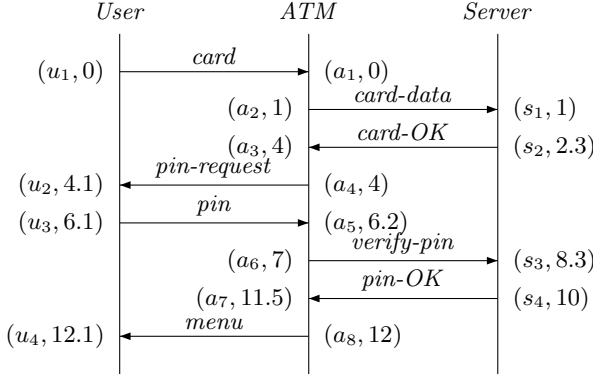 User ATM Server
card
(u₁, 0) (a₁, 0)
card-data
(a₂, 1) (s₁, 1)
card-OK
(a₃, 4) (s₂, 2.3)
pin-request
(u₂, 4.1) (a₄, 4)
pin
(u₃, 6.1) (a₅, 6.2)
verify-pin
(a₆, 7) (s₃, 8.3)
pin-OK
(a₇, 11.5) (s₄, 10)
menu
(u₄, 12.1) (a₈, 12)